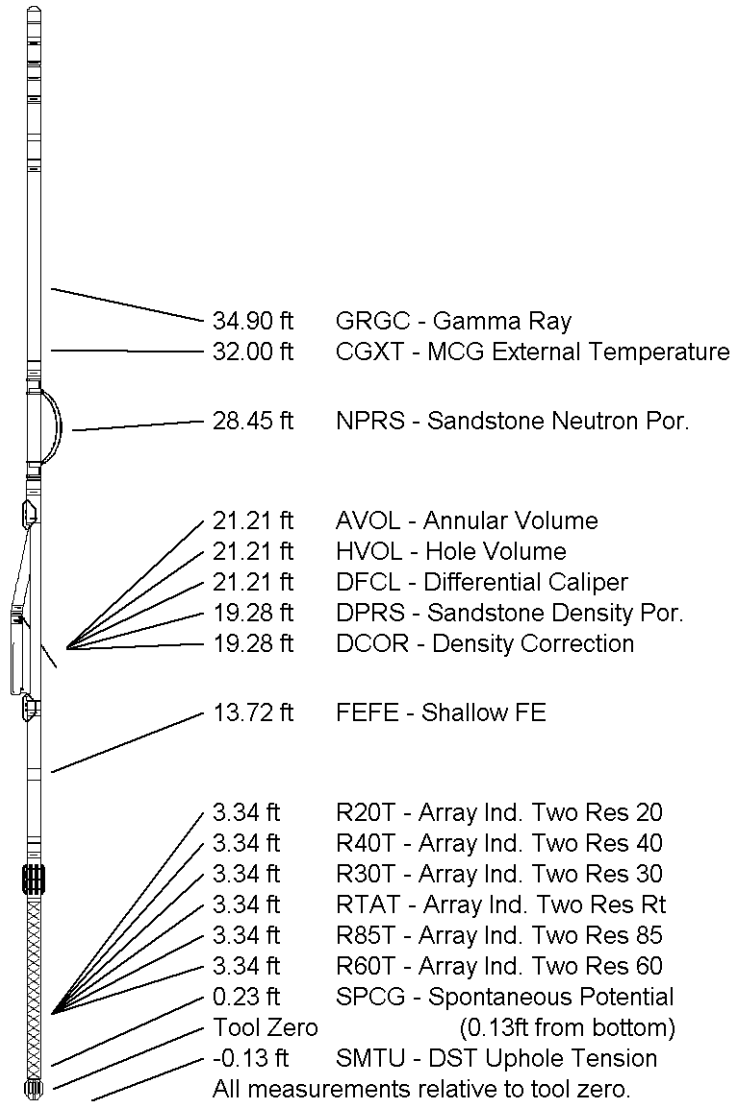 34.90 ft GRGC - Gamma Ray
32.00 ft CGXT - MCG External Temperature
28.45 ft NPRS - Sandstone Neutron Por.
21.21 ft AVOL - Annular Volume
21.21 ft HVOL - Hole Volume
21.21 ft DFCL - Differential Caliper
19.28 ft DPRS - Sandstone Density Por.
19.28 ft DCOR - Density Correction
13.72 ft FEFE - Shallow FE
3.34 ft R20T - Array Ind. Two Res 20
3.34 ft R40T - Array Ind. Two Res 40
3.34 ft R30T - Array Ind. Two Res 30
3.34 ft RTAT - Array Ind. Two Res Rt
3.34 ft R85T - Array Ind. Two Res 85
3.34 ft R60T - Array Ind. Two Res 60
0.23 ft SPCG - Spontaneous Potential
Tool Zero (0.13ft from bottom)
-0.13 ft SMTU - DST Uphole Tension
All measurements relative to tool zero.